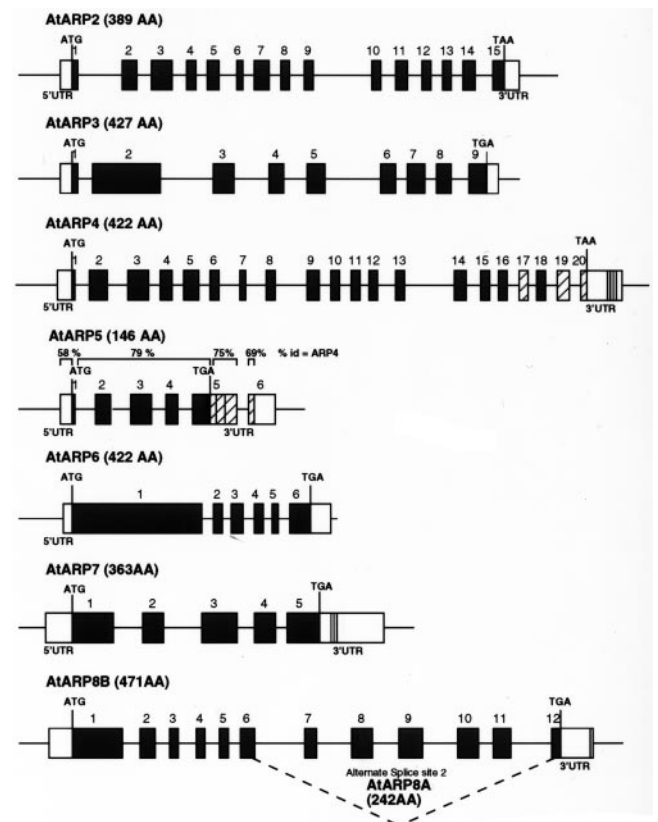 AtARP2 (389 AA)
ATG TAA
1 2 3 4 5 6 7 8 9 10 11 12 13 14 15
5'UTR 3'UTR
AtARP3 (427 AA)
ATG TGA
1 2 3 4 5 6 7 8 9
AtARP4 (422 AA)
ATG TAA
1 2 3 4 5 6 7 8 9 10 11 12 13 14 15 16 17 18 19 20
5'UTR 3'UTR
AtARP5 (146 AA)
58 % 79 % 75% 69% % id = ARP4
ATG TGA
1 2 3 4 5 6
5'UTR 3'UTR
AtARP6 (422 AA)
ATG TGA
1 2 3 4 5 6
5'UTR
AtARP7 (363AA)
ATG TGA
1 2 3 4 5
5'UTR 3'UTR
AtARP8B (471AA)
ATG TGA
1 2 3 4 5 6 7 8 9 10 11 12
3'UTR
Alternate Splice site 2
AtARP8A
(242AA)